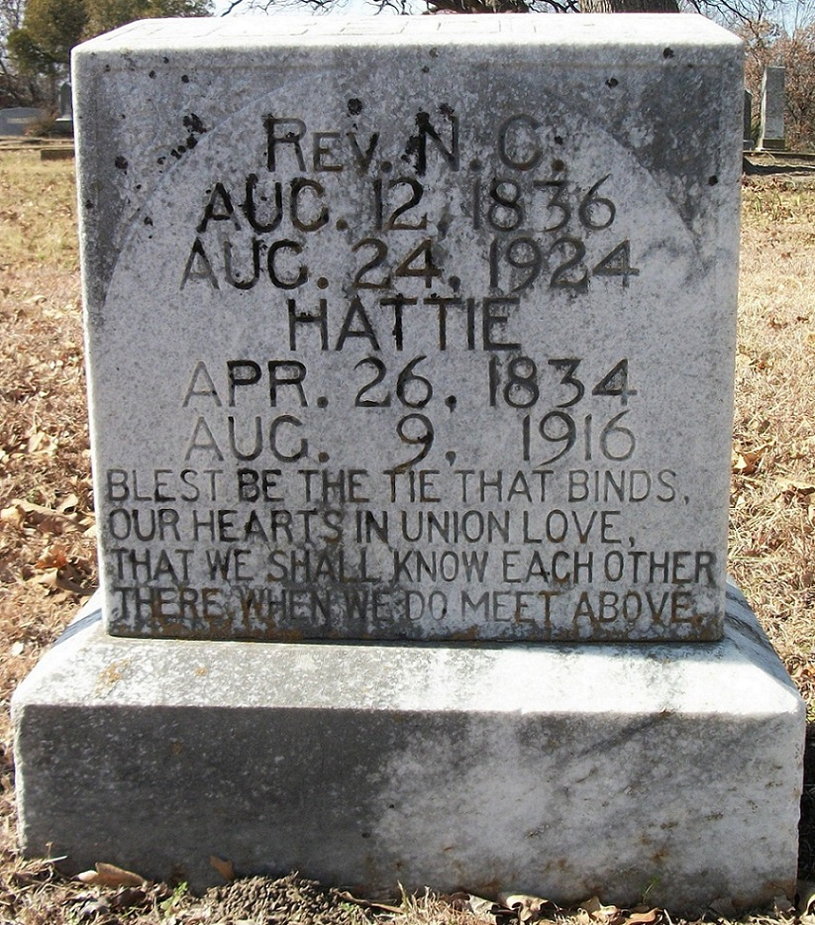 REV. N. C.
AUG. 12, 1836
AUG. 24, 1924
HATTIE
APR. 26, 1834
AUG. 9, 1916
BLEST BE THE TIE THAT BINDS,
OUR HEARTS IN UNION LOVE,
THAT WE SHALL KNOW EACH OTHER
THERE, WHEN WE DO MEET ABOVE.